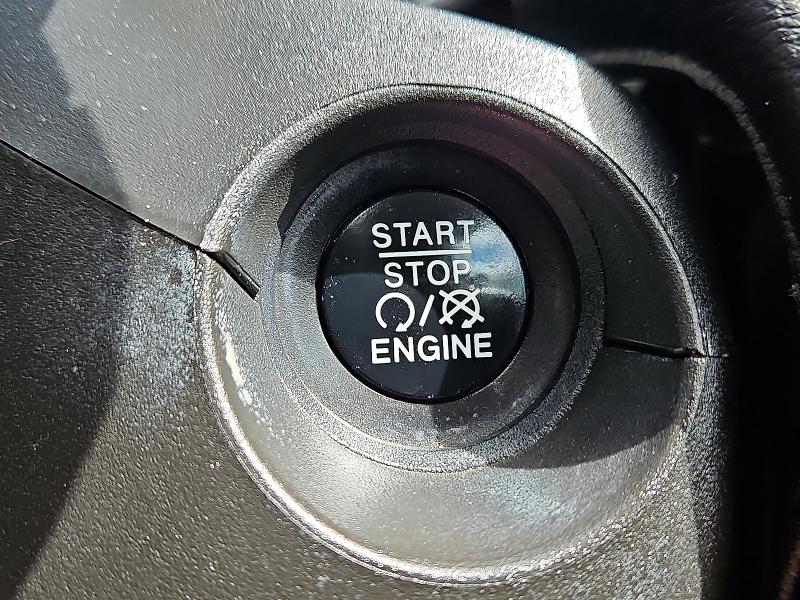 START
STOP
/
ENGINE